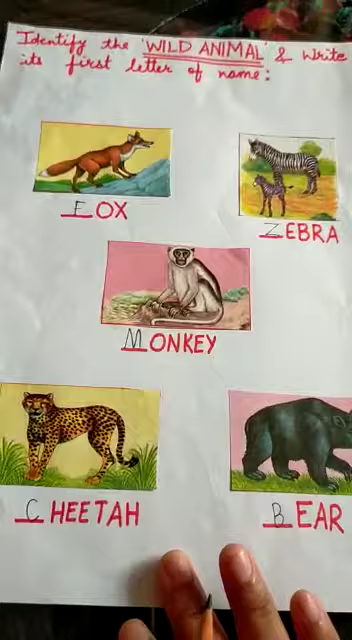 Identify the 'WILD ANIMAL' & Write
its first letter of name:
FOX
ZEBRA
MONKEY
CHEETAH
BEAR